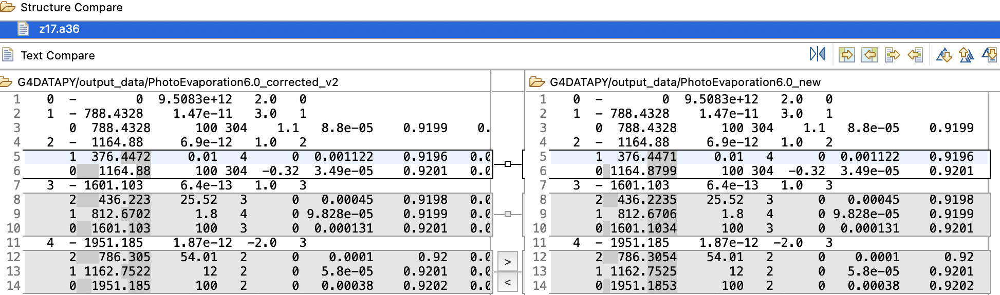 Structure Compare
z17.a36
Text Compare
G4DATAPY/output_data/PhotoEvaporation6.0_corrected_v2
1 0 - 0 9.5083e+12 2.0 0
2 1 - 788.4328 1.47e-11 3.0 1
3 0 788.4328 100 304 1.1 8.8e-05 0.9199 0.
4 2 - 1164.88 6.9e-12 1.0 2
5 1 376.4472 0.01 4 0 0.001122 0.9196 0.0
6 0 1164.88 100 304 -0.32 3.49e-05 0.9201 0.0
7 3 - 1601.103 6.4e-13 1.0 3
8 2 436.223 25.52 3 0 0.00045 0.9198 0.0
9 1 812.6702 1.8 4 0 9.828e-05 0.9199 0.0
10 0 1601.103 100 3 0 0.000131 0.9201 0.0
11 4 - 1951.185 1.87e-12 -2.0 3
12 2 786.305 54.01 2 0 0.0001 0.92 0.0
13 1 1162.7522 12 2 0 5.8e-05 0.9201 0.0
14 0 1951.185 100 2 0 0.00038 0.9202 0.0
>
<
G4DATAPY/output_data/PhotoEvaporation6.0_new
1 0 - 0 9.5083e+12 2.0 0
2 1 - 788.4328 1.47e-11 3.0 1
3 0 788.4328 100 304 1.1 8.8e-05 0.9199
4 2 - 1164.88 6.9e-12 1.0 2
5 1 376.4471 0.01 4 0 0.001122 0.9196
6 0 1164.8799 100 304 -0.32 3.49e-05 0.9201
7 3 - 1601.103 6.4e-13 1.0 3
8 2 436.2235 25.52 3 0 0.00045 0.9198
9 1 812.6706 1.8 4 0 9.828e-05 0.9199
10 0 1601.1034 100 3 0 0.000131 0.9201
11 4 - 1951.185 1.87e-12 -2.0 3
12 2 786.3054 54.01 2 0 0.0001 0.92
13 1 1162.7525 12 2 0 5.8e-05 0.9201
14 0 1951.1853 100 2 0 0.00038 0.9202